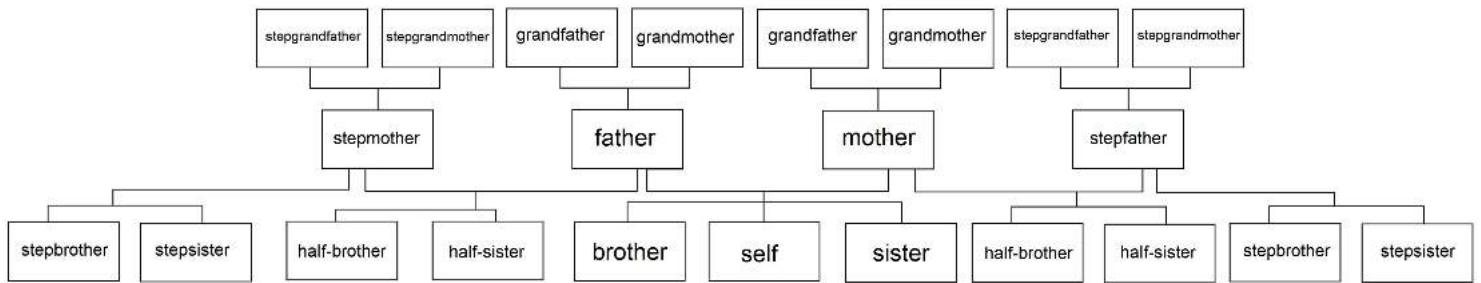 stepgrandfather stepgrandmother grandfather grandmother grandfather grandmother stepgrandfather stepgrandmother
stepmother father mother stepfather
stepbrother stepsister half-brother half-sister brother self sister half-brother half-sister stepbrother stepsister